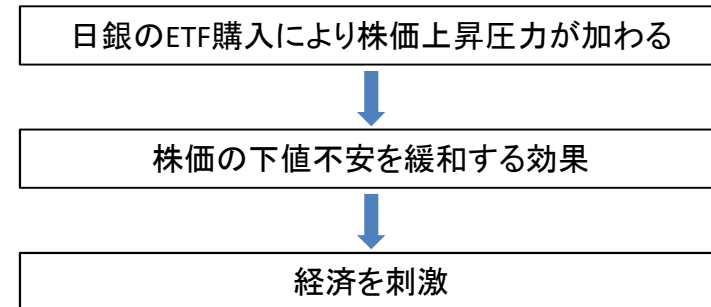 日銀のETF購入により株価上昇圧力が加わる
株価の下値不安を緩和する効果
経済を刺激